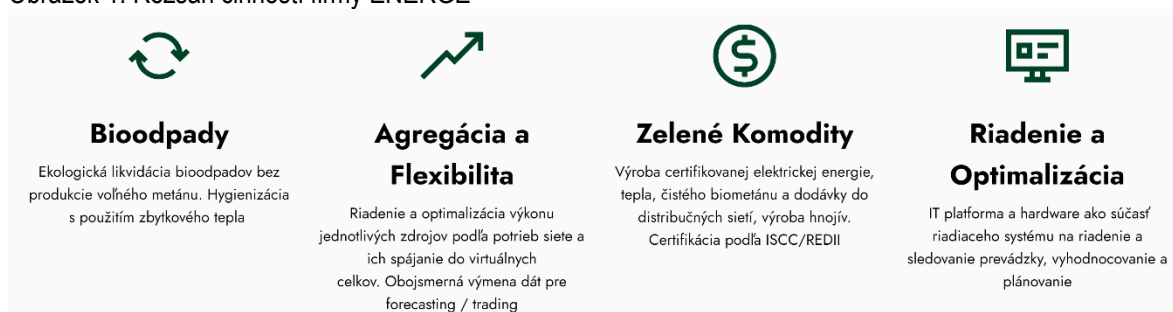 Obrázok 1: Rozsah činnosti firmy ENERGE
Bioodpady
Ekologická likvidácia bioodpadov bez
produkcie voľného metánu. Hygienizácia
s použitím zbytkového tepla
Agregácia a
Flexibilita
Riadenie a optimalizácia výkonu
jednotlivých zdrojov podľa potrieb siete a
ich spájanie do virtuálnych
celkov. Obojsmerná výmena dát pre
forecasting / trading
Zelené Komodity
Výroba certifikovanej elektrickej energie,
tepla, čistého biometánu a dodávky do
distribučných sietí, výroba hnojív.
Certifikácia podľa ISCC/REDII
Riadenie a
Optimalizácia
IT platforma a hardware ako súčasť
riadiaceho systému na riadenie a
sledovanie prevádzky, vyhodnocovanie a
plánovanie